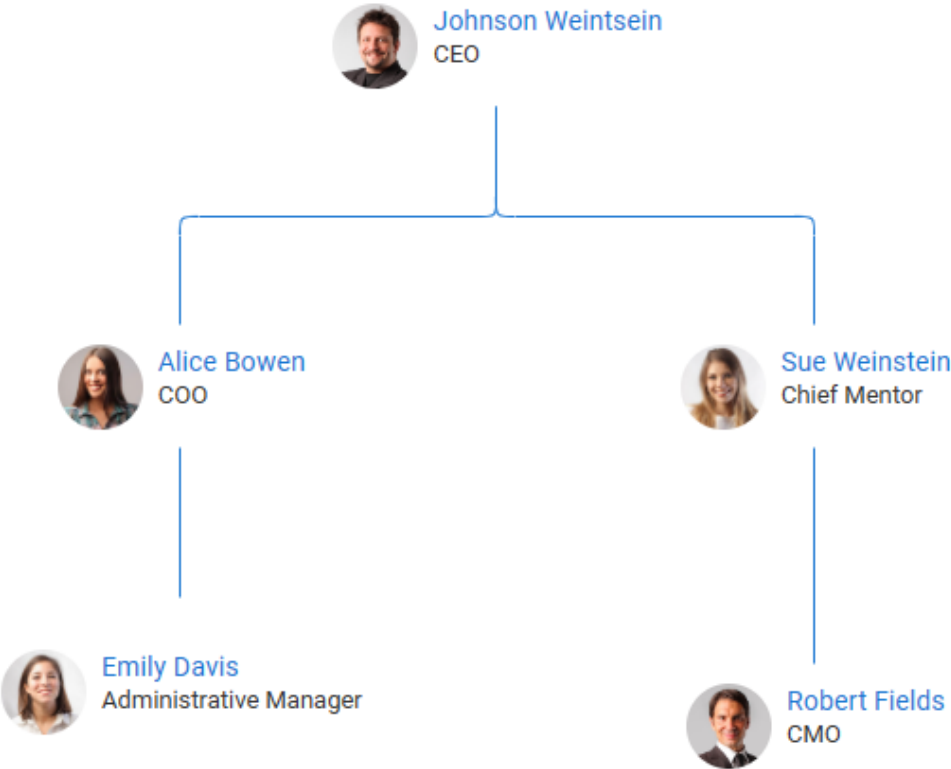 Johnson Weintsein
CEO
Alice Bowen
COO
Sue Weinstein
Chief Mentor
Emily Davis
Administrative Manager
Robert Fields
CMO